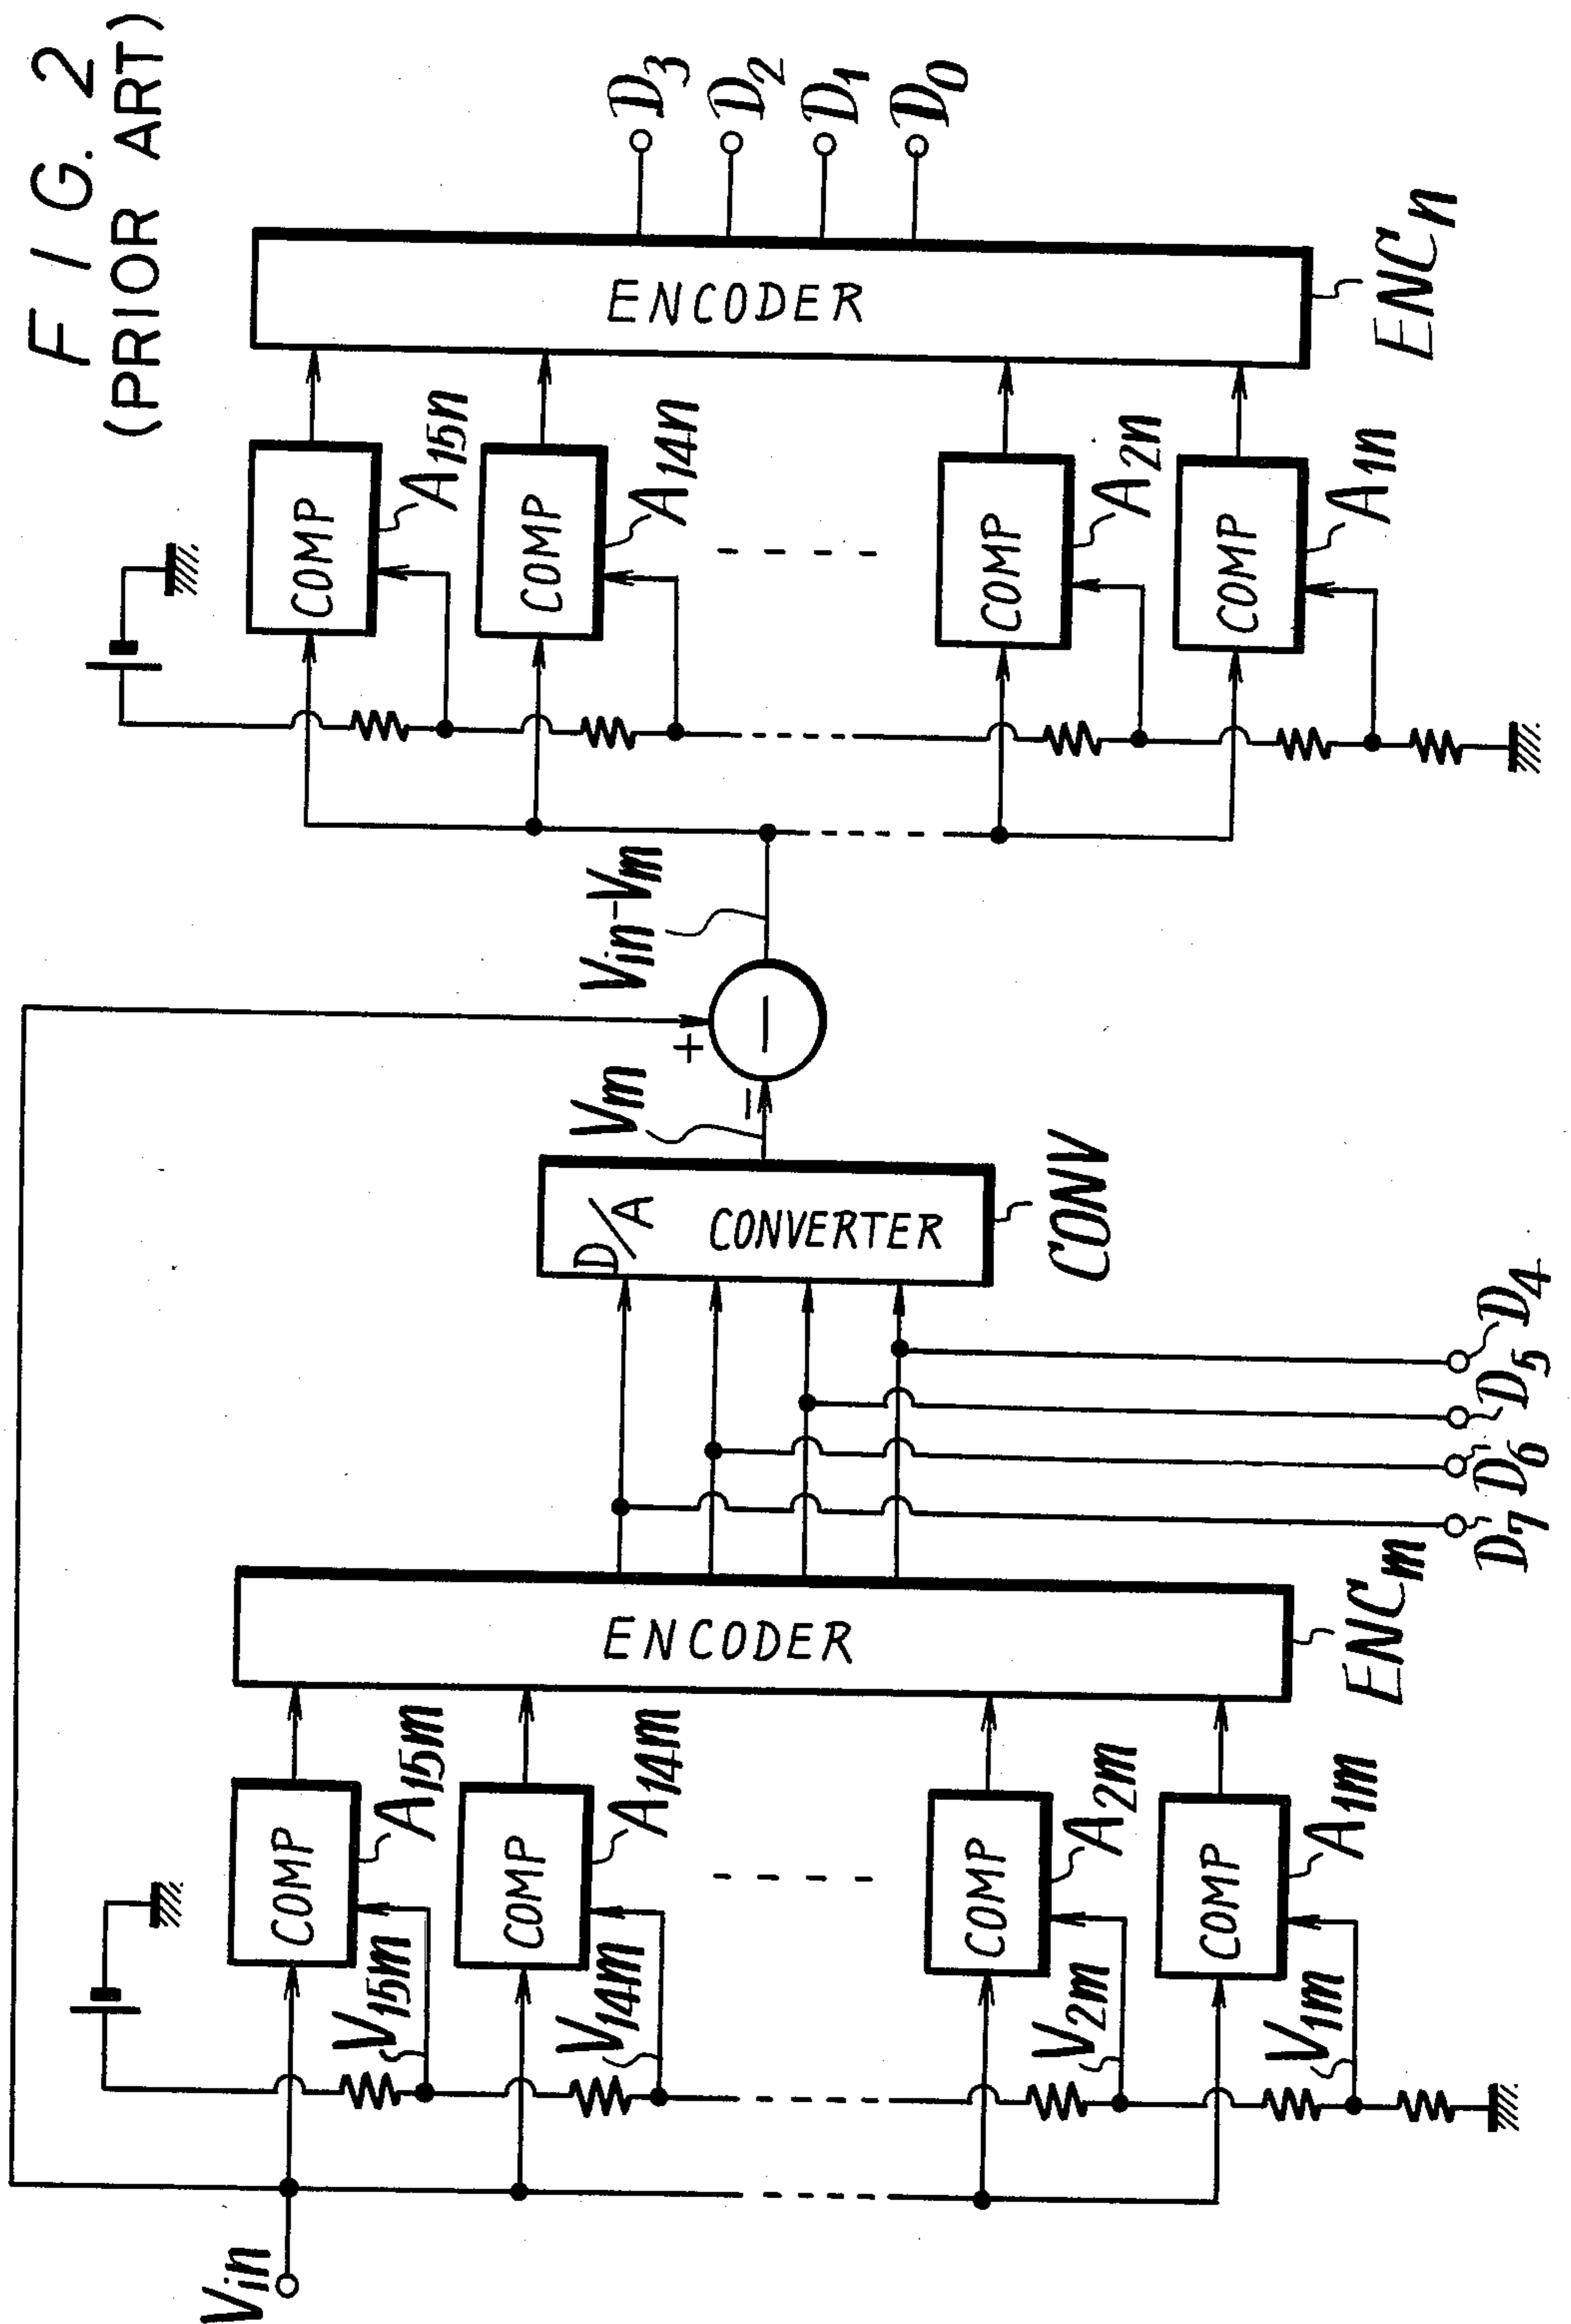 FIG. 2
(PRIOR ART)
Vin
V15m
V14m
V2m
V1m
COMP
COMP
COMP
COMP
A15m
A14m
A2m
A1m
ENCODER
ENCm
D7
D6
D5
D4
D/A CONVERTER
CONV
Vm
+
−
−
Vin-Vm
COMP
COMP
COMP
COMP
A15n
A14n
A2n
A1n
ENCODER
ENCn
D3
D2
D1
D0